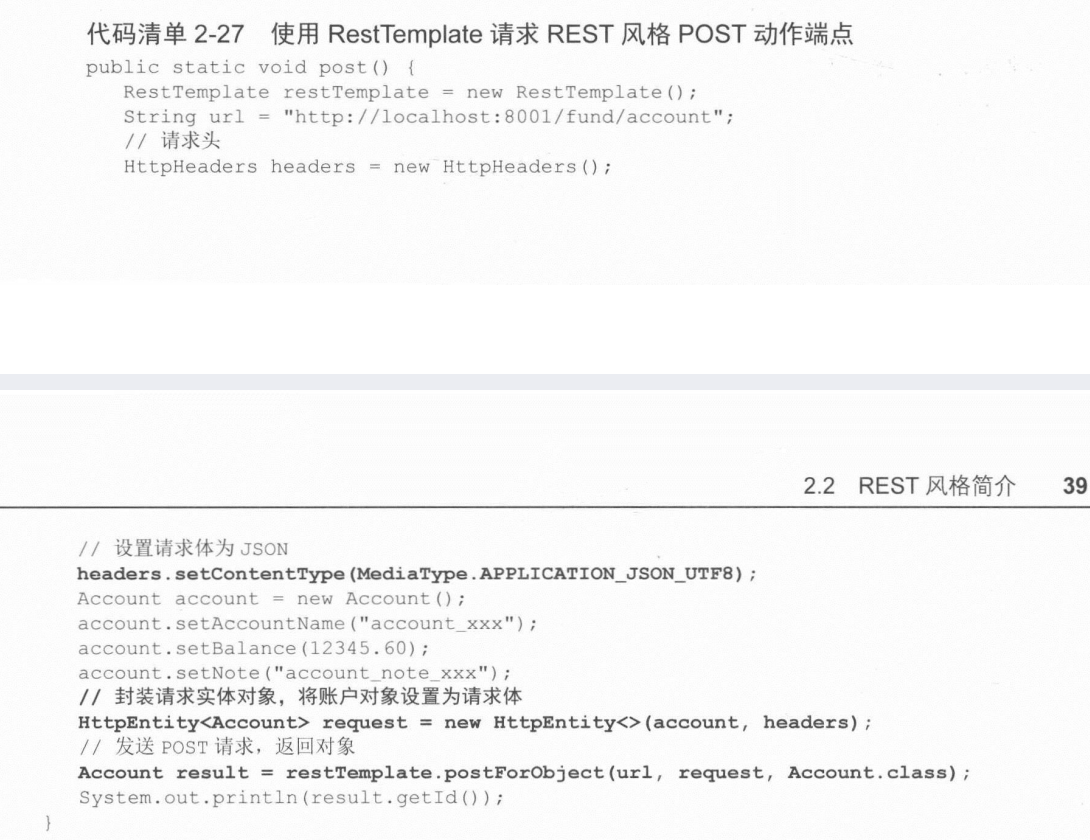 代码清单 2-27 使用 RestTemplate 请求 REST 风格 POST 动作端点
public static void post() {
RestTemplate restTemplate = new RestTemplate();
String url = "http://localhost:8001/fund/account";
// 请求头
HttpHeaders headers = new HttpHeaders();
2.2 REST 风格简介 39
// 设置请求体为 JSON
headers.setContentType(MediaType.APPLICATION_JSON_UTF8);
Account account = new Account();
account.setAccountName("account_xxx");
account.setBalance(12345.60);
account.setNote("account_note_xxx");
// 封装请求实体对象，将账户对象设置为请求体
HttpEntity<Account> request = new HttpEntity<>(account, headers);
// 发送 POST 请求，返回对象
Account result = restTemplate.postForObject(url, request, Account.class);
System.out.println(result.getId());
}